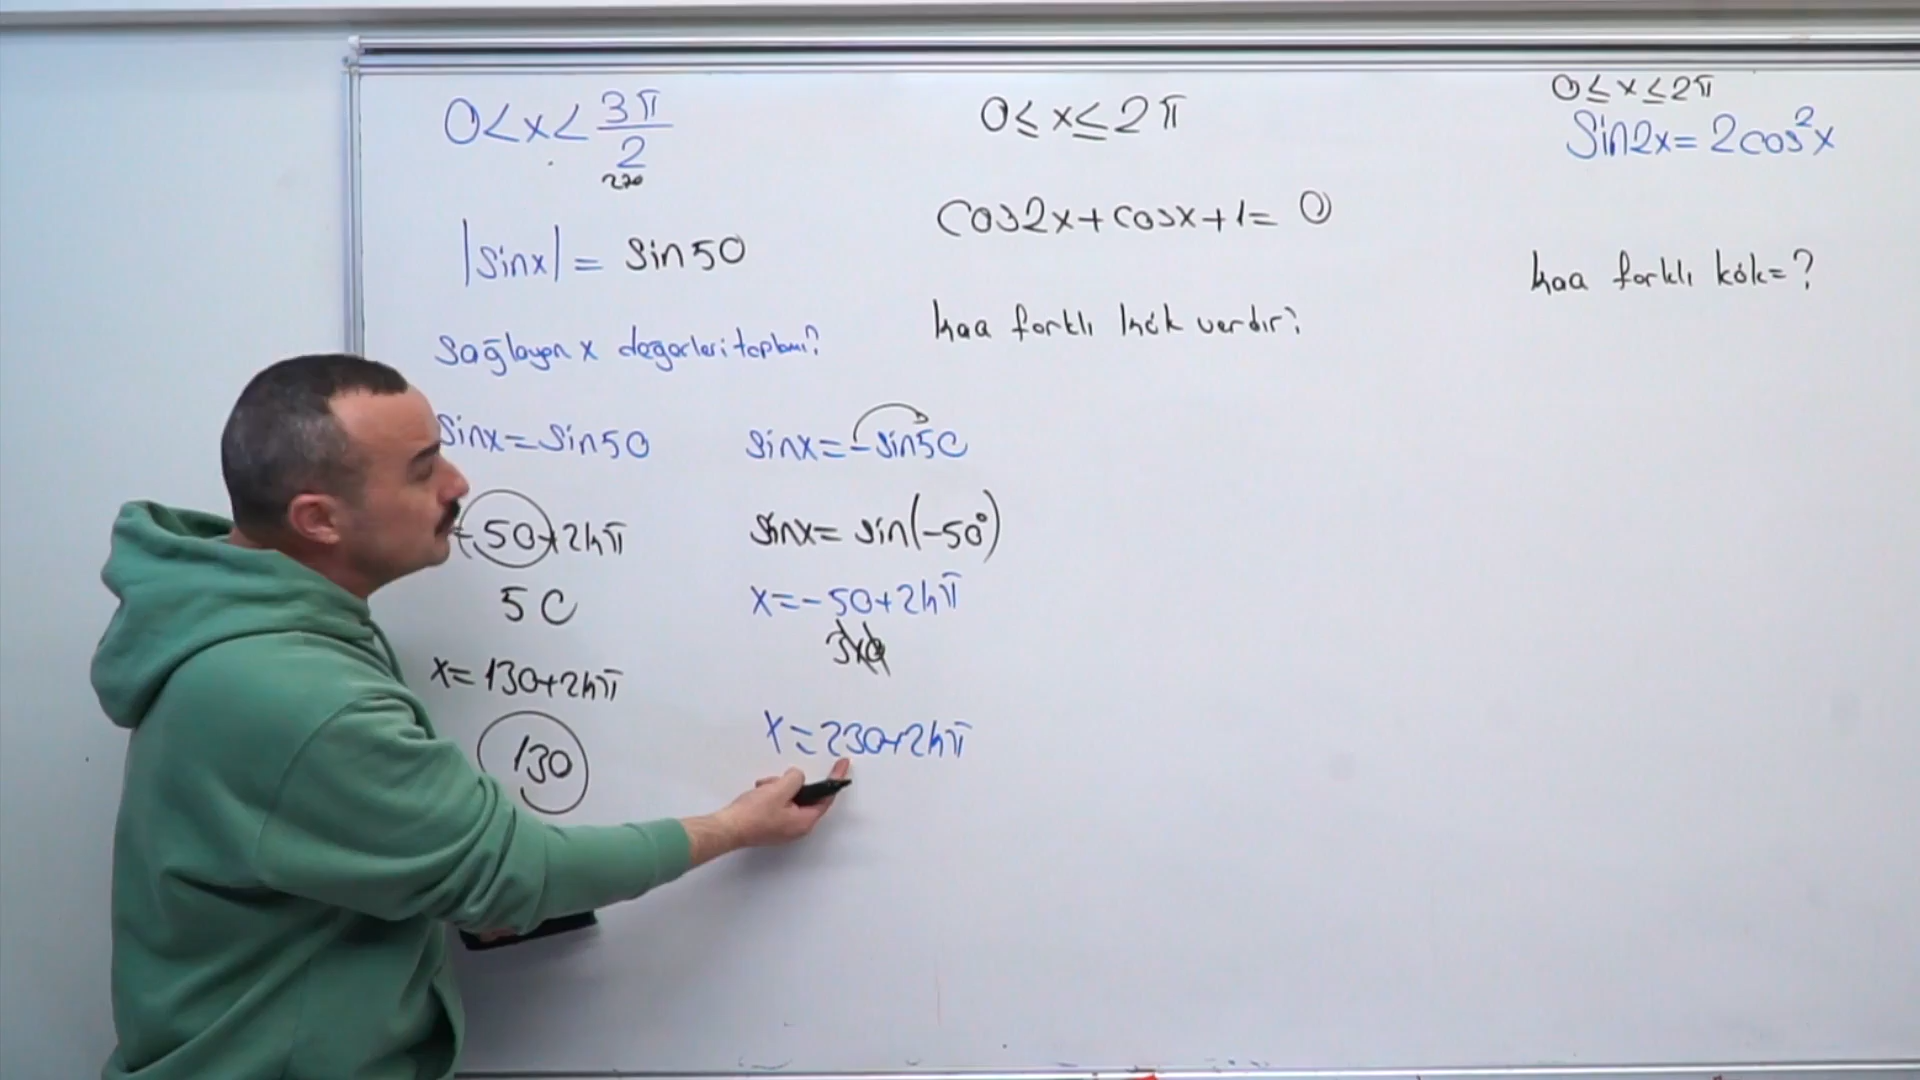 0<x<3π/2
270
|sinx| = sin50
Sağlayan x değerleri toplamı?
sinx=sin50
50+2kπ
50
x=130+2kπ
130
sinx=-sin50
sinx= sin(-50°)
x=-50+2kπ
310
x=230+2kπ
0≤x≤2π
cos2x+cosx+1=0
kaç farklı kök vardır?
0≤x≤2π
Sin2x=2cos²x
kaç farklı kök=?